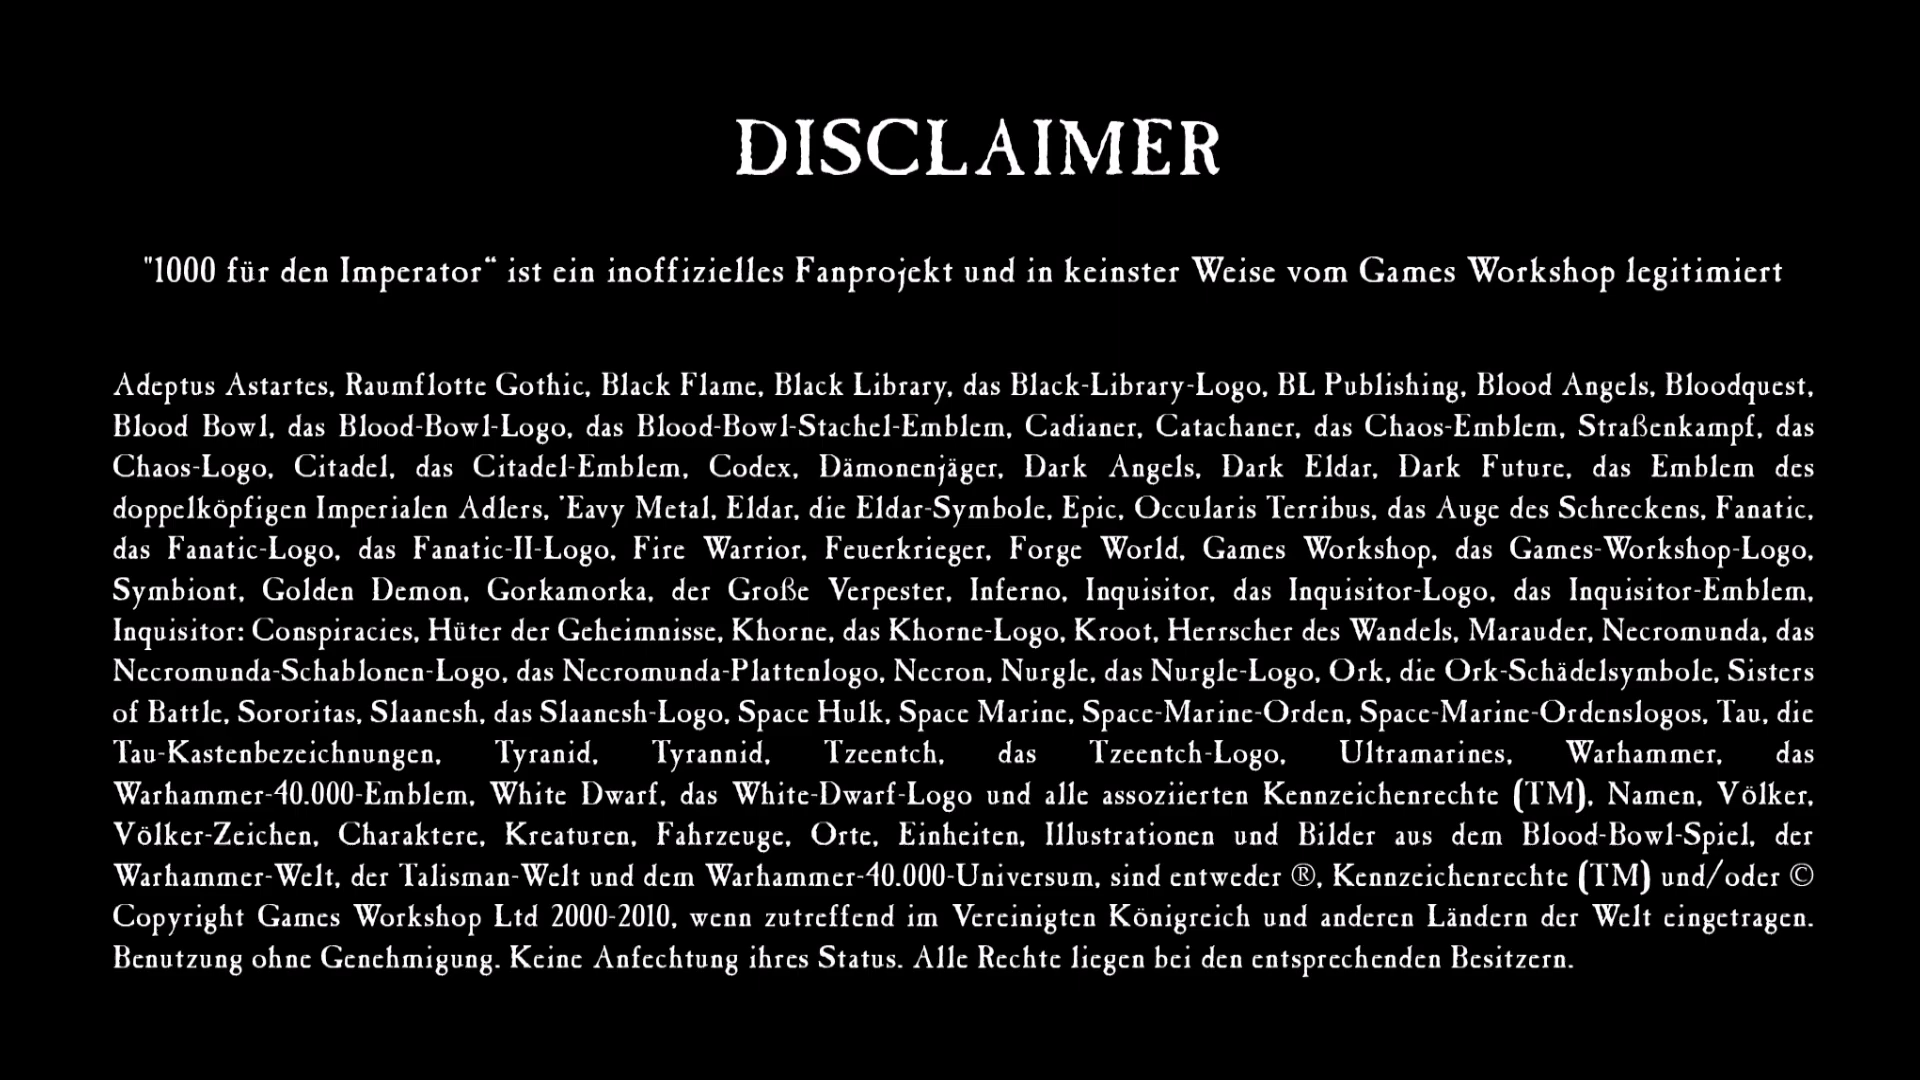 DISCLAIMER
"1000 für den Imperator“ ist ein inoffizielles Fanprojekt und in keinster Weise vom Games Workshop legitimiert
Adeptus Astartes, Raumflotte Gothic, Black Flame, Black Library, das Black-Library-Logo, BL Publishing, Blood Angels, Bloodquest,
Blood Bowl, das Blood-Bowl-Logo, das Blood-Bowl-Stachel-Emblem, Cadianer, Catachaner, das Chaos-Emblem, Straßenkampf, das
Chaos-Logo, Citadel, das Citadel-Emblem, Codex, Dämonenjäger, Dark Angels, Dark Eldar, Dark Future, das Emblem des
doppelköpfigen Imperialen Adlers, 'Eavy Metal, Eldar, die Eldar-Symbole, Epic, Occularis Terribus, das Auge des Schreckens, Fanatic,
das Fanatic-Logo, das Fanatic-II-Logo, Fire Warrior, Feuerkrieger, Forge World, Games Workshop, das Games-Workshop-Logo,
Symbiont, Golden Demon, Gorkamorka, der Große Verpester, Inferno, Inquisitor, das Inquisitor-Logo, das Inquisitor-Emblem,
Inquisitor: Conspiracies, Hüter der Geheimnisse, Khorne, das Khorne-Logo, Kroot, Herrscher des Wandels, Marauder, Necromunda, das
Necromunda-Schablonen-Logo, das Necromunda-Plattenlogo, Necron, Nurgle, das Nurgle-Logo, Ork, die Ork-Schädelsymbole, Sisters
of Battle, Sororitas, Slaanesh, das Slaanesh-Logo, Space Hulk, Space Marine, Space-Marine-Orden, Space-Marine-Ordenslogos, Tau, die
Tau-Kastenbezeichnungen, Tyranid, Tyrannid, Tzeentch, das Tzeentch-Logo, Ultramarines, Warhammer, das
Warhammer-40.000-Emblem, White Dwarf, das White-Dwarf-Logo und alle assoziierten Kennzeichenrechte (TM), Namen, Völker,
Völker-Zeichen, Charaktere, Kreaturen, Fahrzeuge, Orte, Einheiten, Illustrationen und Bilder aus dem Blood-Bowl-Spiel, der
Warhammer-Welt, der Talisman-Welt und dem Warhammer-40.000-Universum, sind entweder ®, Kennzeichenrechte (TM) und/oder ©
Copyright Games Workshop Ltd 2000-2010, wenn zutreffend im Vereinigten Königreich und anderen Ländern der Welt eingetragen.
Benutzung ohne Genehmigung. Keine Anfechtung ihres Status. Alle Rechte liegen bei den entsprechenden Besitzern.